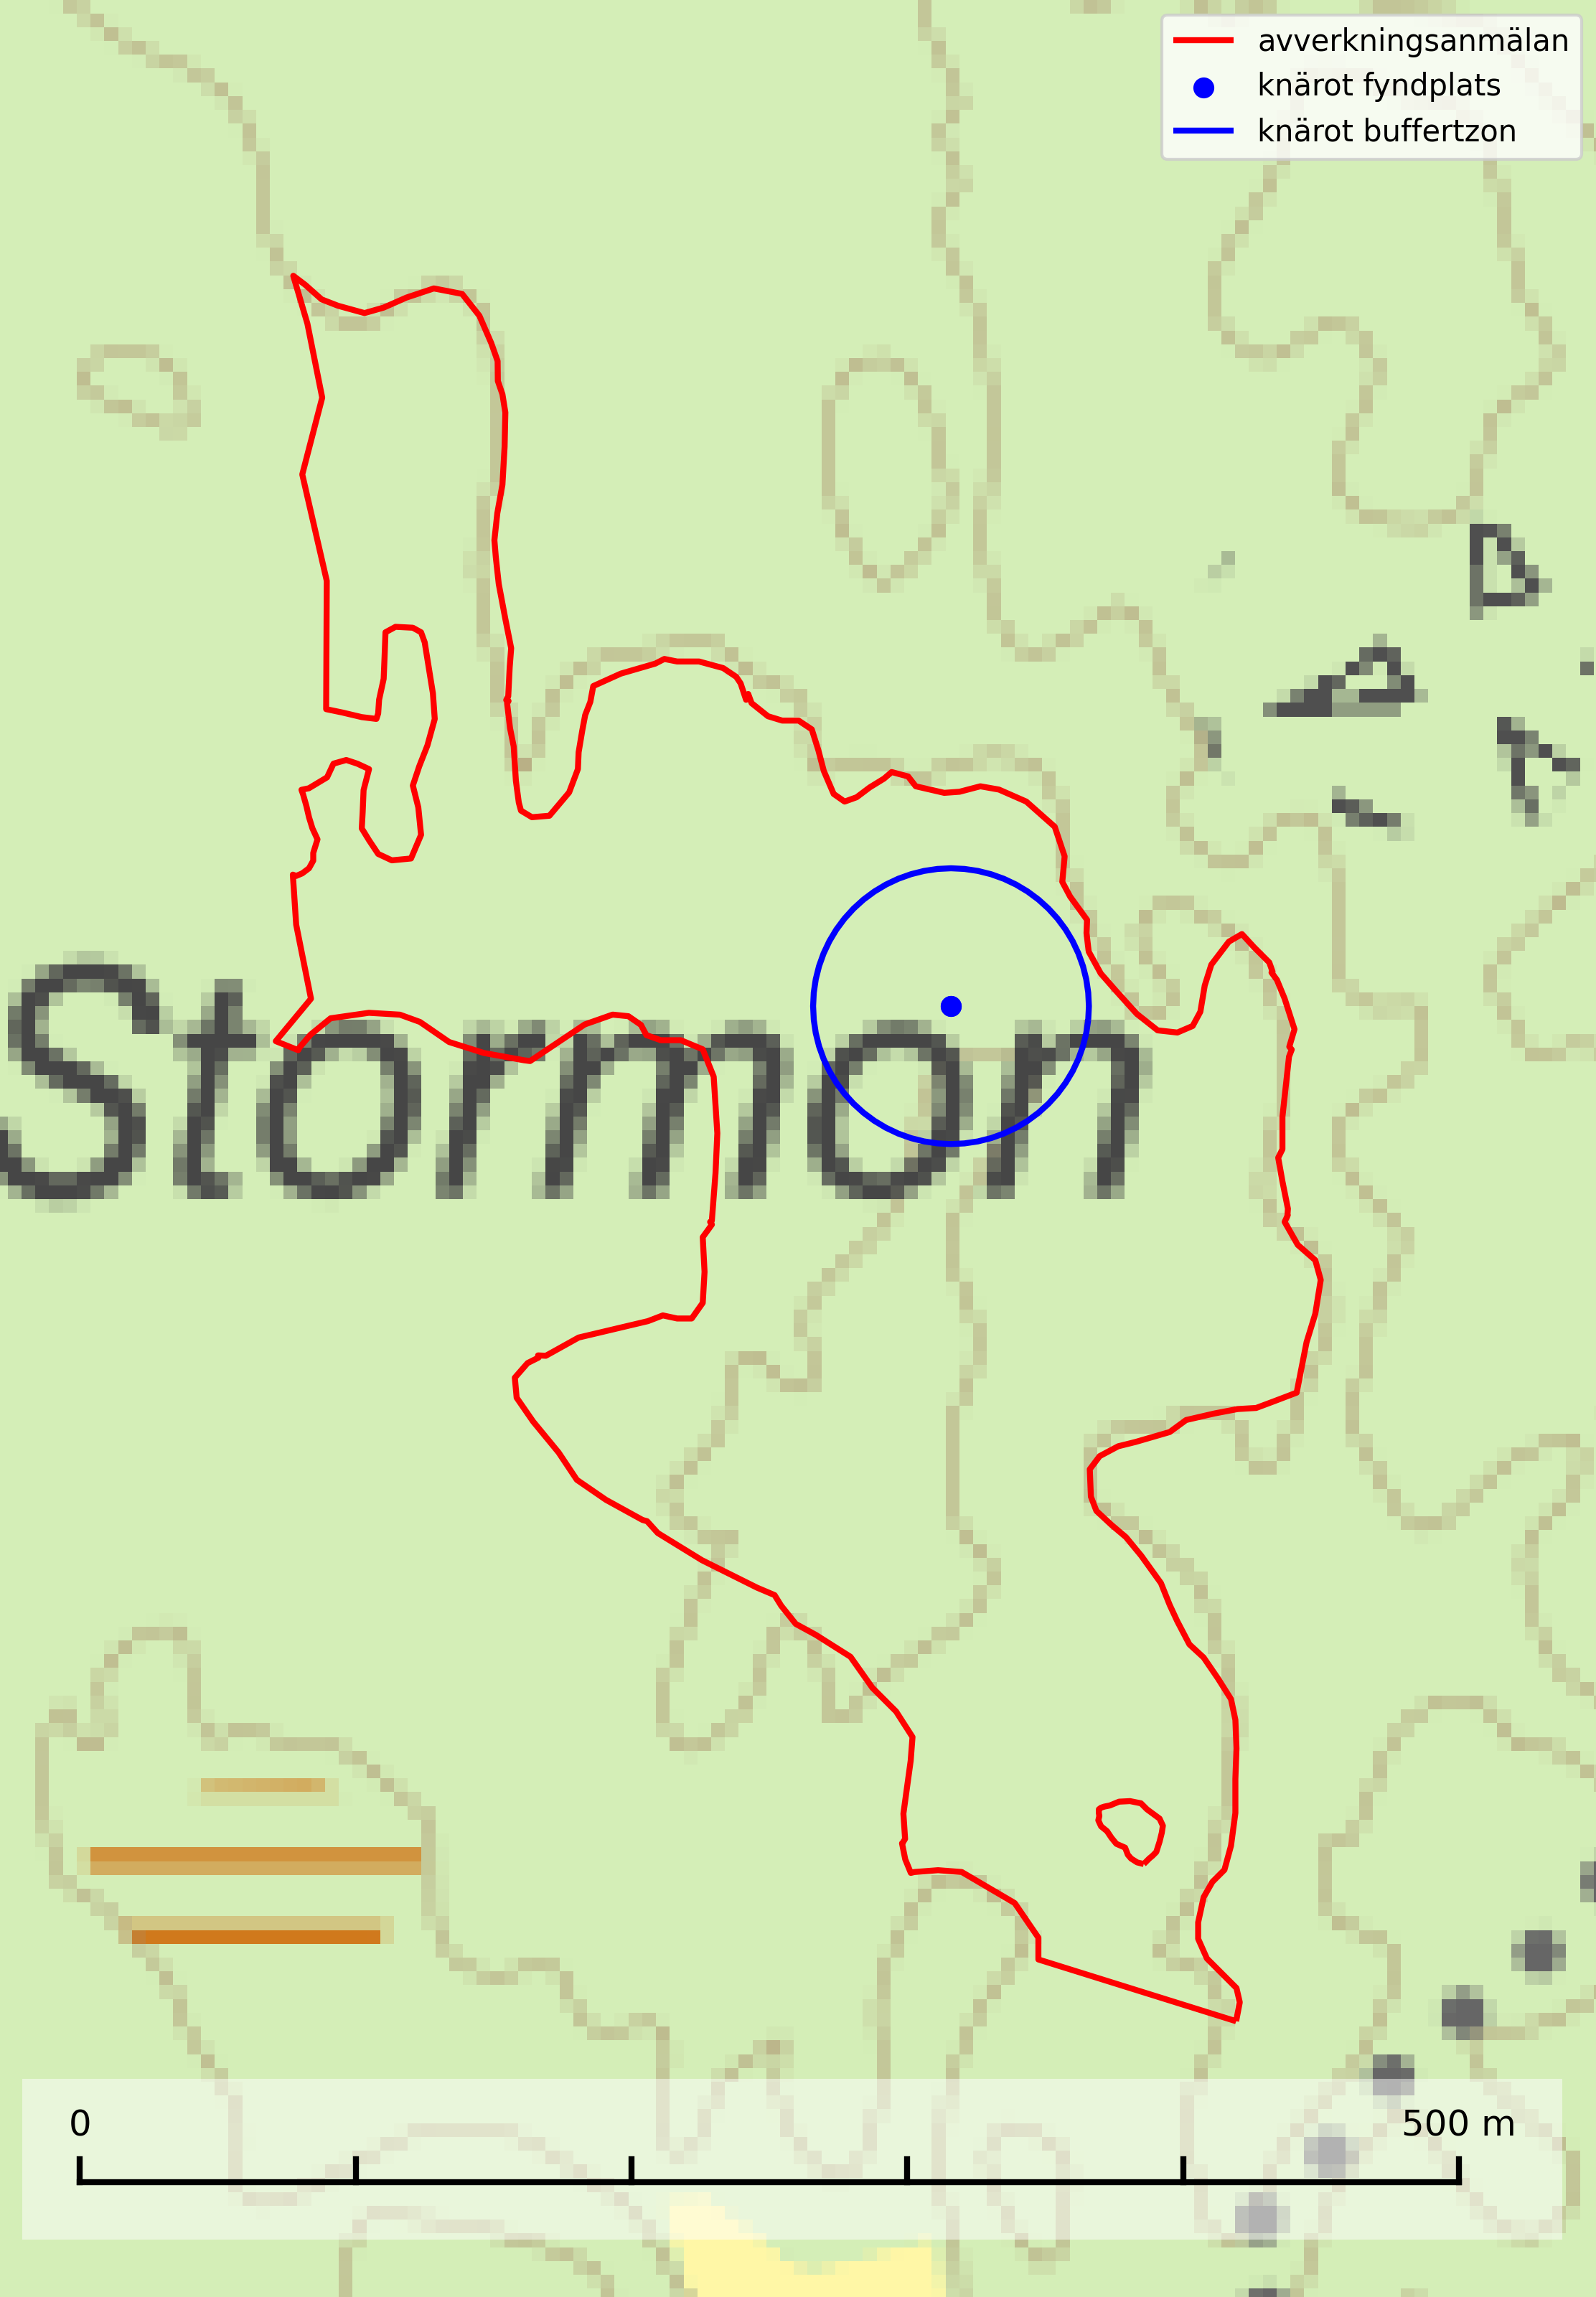 avverkningsanmälan
knärot fyndplats
knärot buffertzon
Stormon
0 500 m